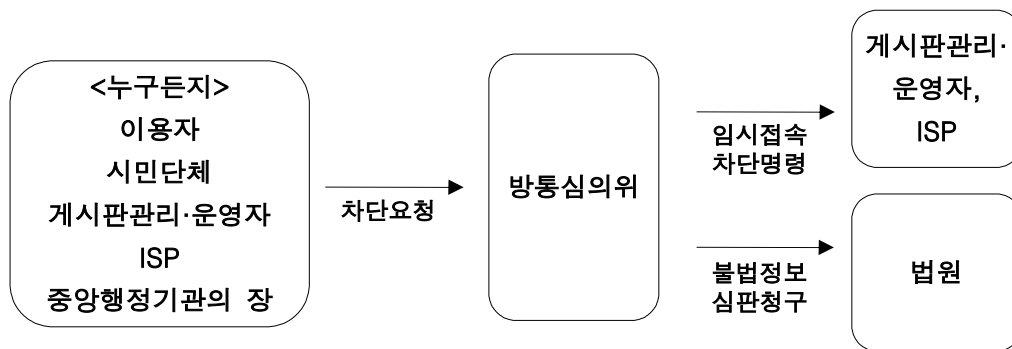 <누구든지>
이용자
시민단체
게시판관리·운영자
ISP
중앙행정기관의 장
차단요청
방통심의위
임시접속
차단명령
게시판관리·
운영자,
ISP
불법정보
심판청구
법원